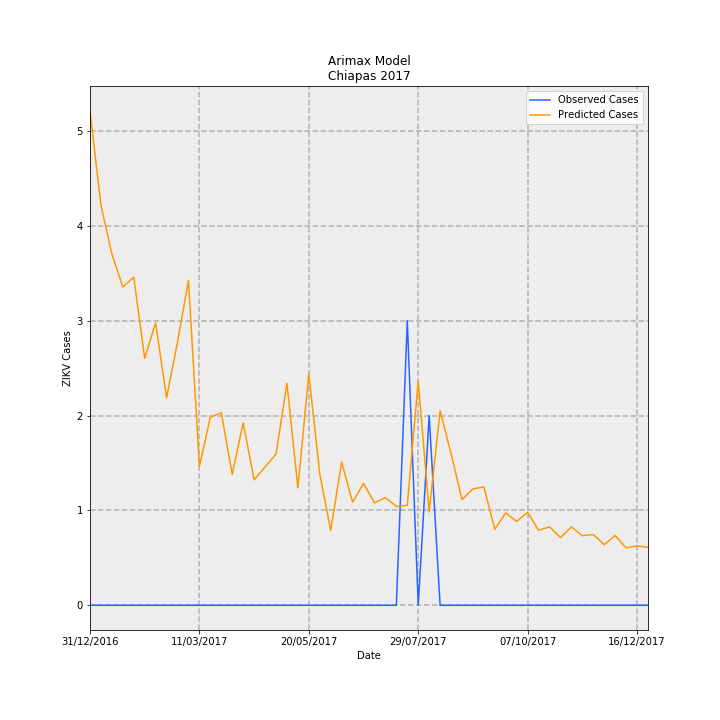 Arimax Model
Chiapas 2017
Observed Cases
Predicted Cases
5
4
3
2
1
0
ZIKV Cases
31/12/2016 11/03/2017 20/05/2017 29/07/2017 07/10/2017 16/12/2017
Date